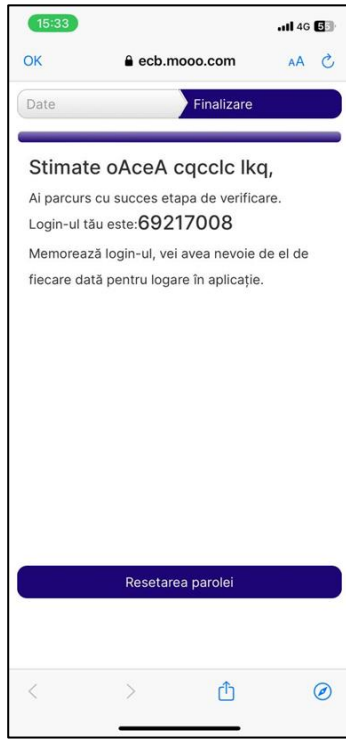 15:33
4G 55
OK
ecb.mooo.com
AA
Date
Finalizare
Stimate oAceA cqcclc lkq,
Ai parcurs cu succes etapa de verificare.
Login-ul tău este:69217008
Memorează login-ul, vei avea nevoie de el de
fiecare dată pentru logare în aplicație.
Resetarea parolei